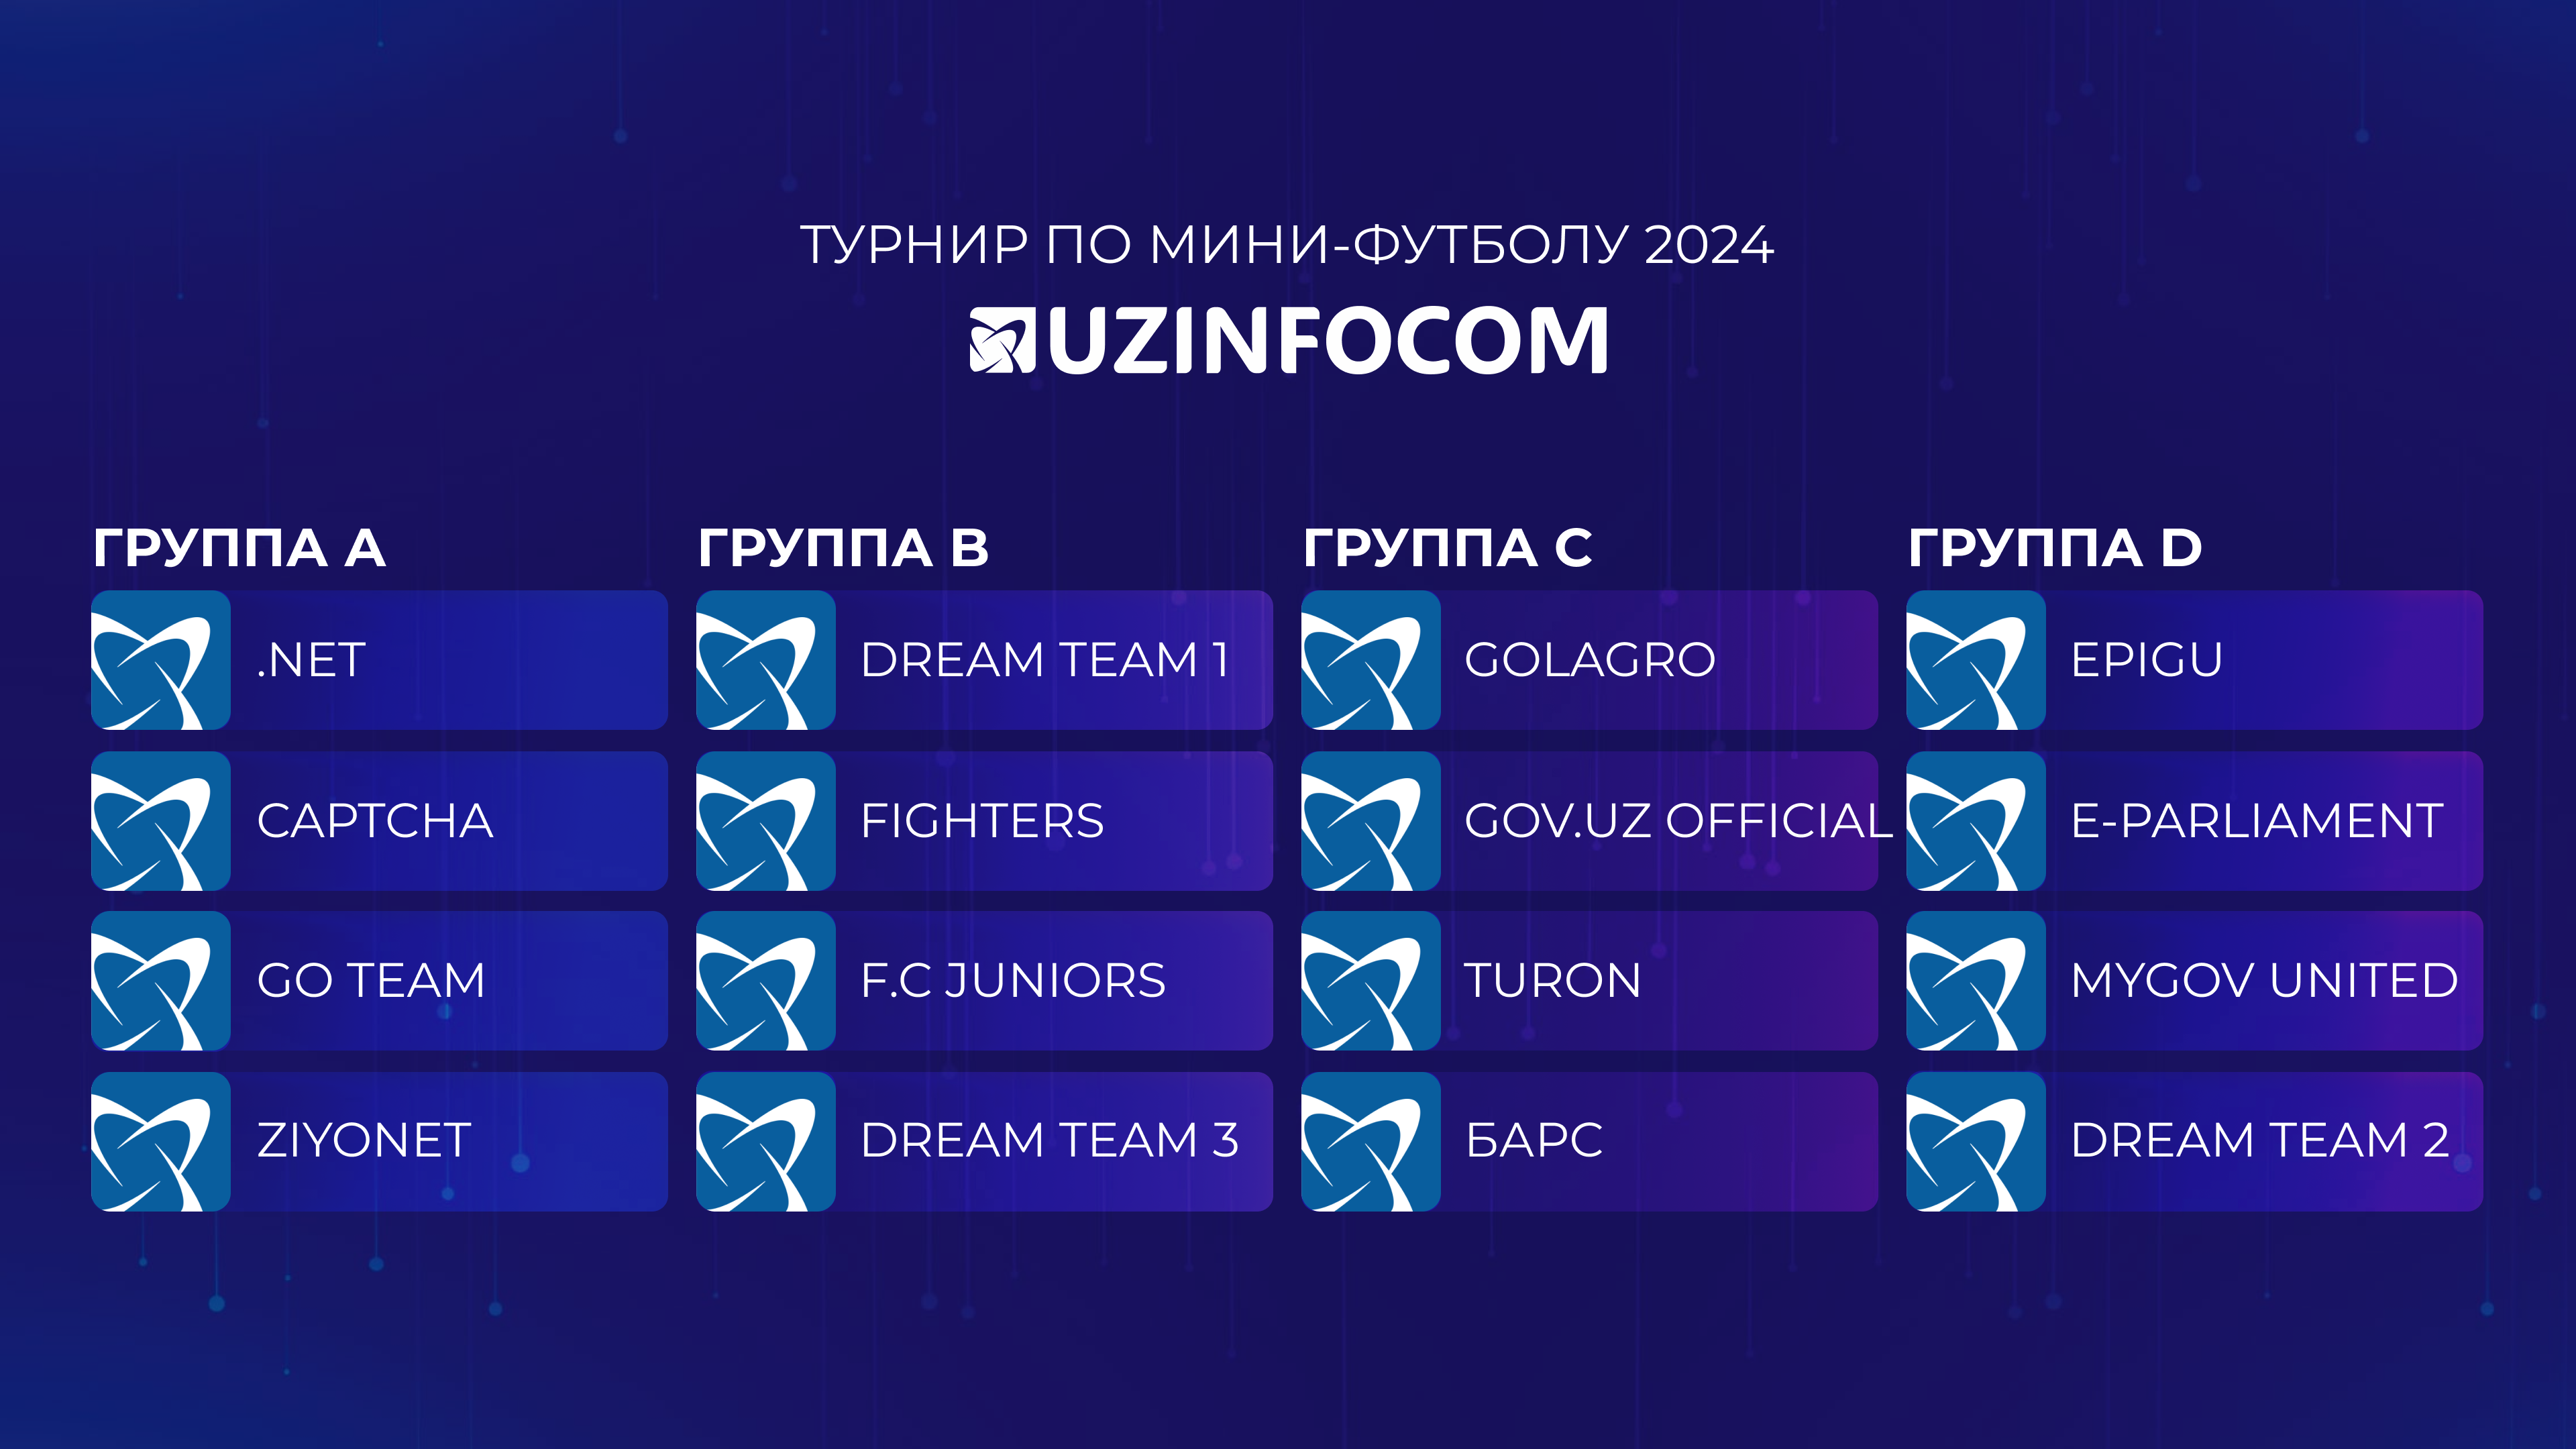 ТУРНИР ПО МИНИ-ФУТБОЛУ 2024
UZINFOCOM
ГРУППА A
.NET
CAPTCHA
GO TEAM
ZIYONET
ГРУППА B
DREAM TEAM 1
FIGHTERS
F.C JUNIORS
DREAM TEAM 3
ГРУППА C
GOLAGRO
GOV.UZ OFFICIAL
TURON
БАРС
ГРУППА D
EPIGU
E-PARLIAMENT
MYGOV UNITED
DREAM TEAM 2